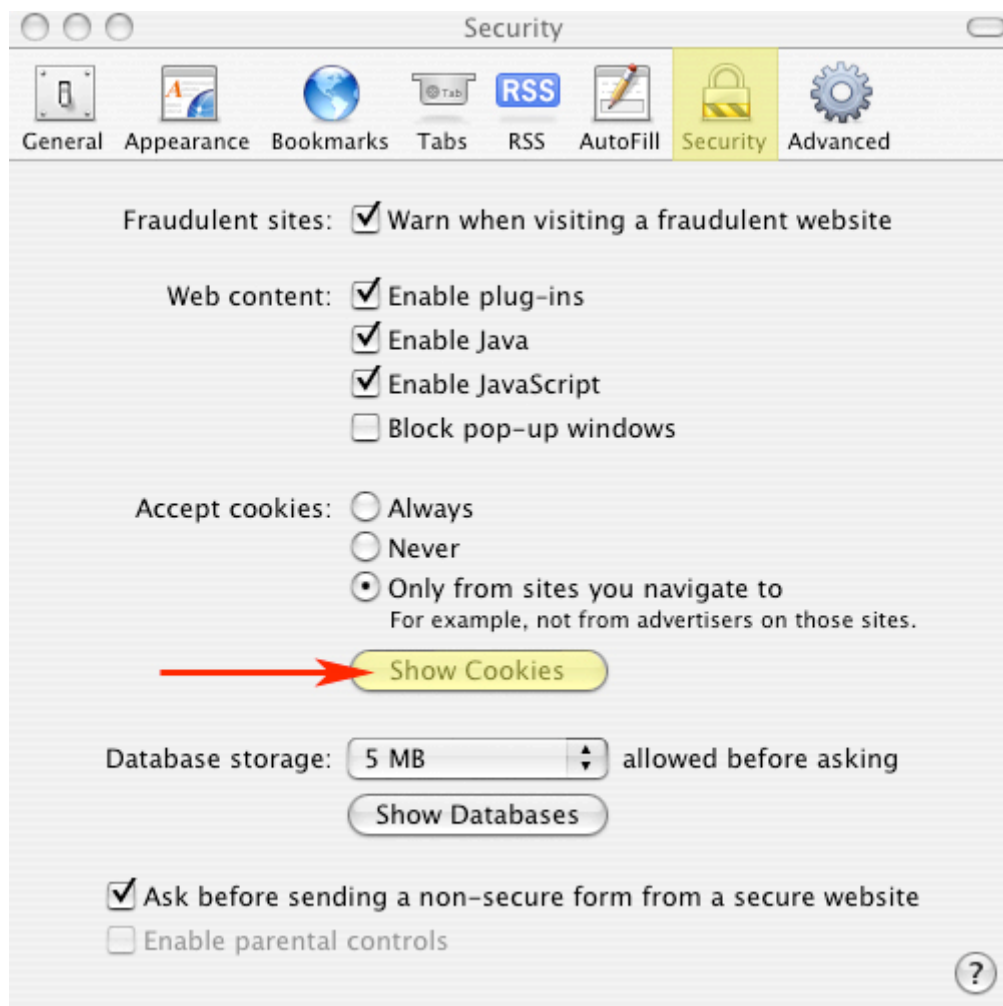 Security
General Appearance Bookmarks @Tab Tabs RSS RSS AutoFill Security Advanced
Fraudulent sites: Warn when visiting a fraudulent website
Web content: Enable plug-ins
Enable Java
Enable JavaScript
Block pop-up windows
Accept cookies: Always
Never
Only from sites you navigate to
For example, not from advertisers on those sites.
Show Cookies
Database storage: 5 MB allowed before asking
Show Databases
Ask before sending a non-secure form from a secure website
Enable parental controls
?